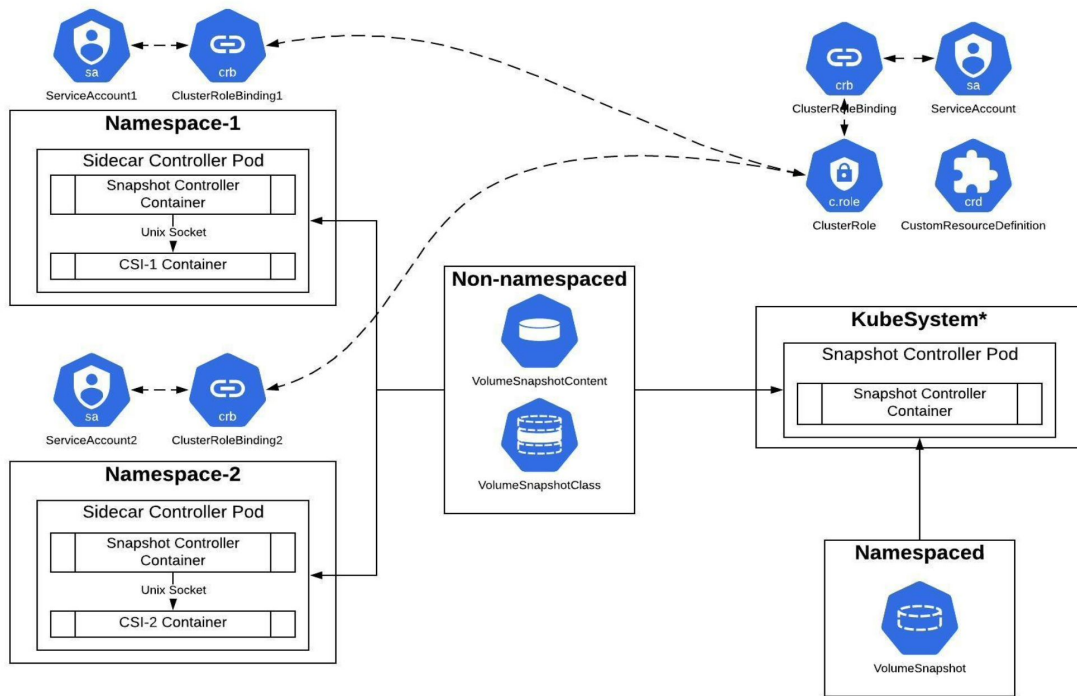 sa
ServiceAccount1
crb
ClusterRoleBinding1
Namespace-1
Sidecar Controller Pod
Snapshot Controller
Container
Unix Socket
CSI-1 Container
sa
ServiceAccount2
crb
ClusterRoleBinding2
Namespace-2
Sidecar Controller Pod
Snapshot Controller
Container
Unix Socket
CSI-2 Container
Non-namespaced
VolumeSnapshotContent
VolumeSnapshotClass
crb
ClusterRoleBinding
sa
ServiceAccount
c.role
ClusterRole
crd
CustomResourceDefinition
KubeSystem*
Snapshot Controller Pod
Snapshot Controller
Container
Namespaced
VolumeSnapshot